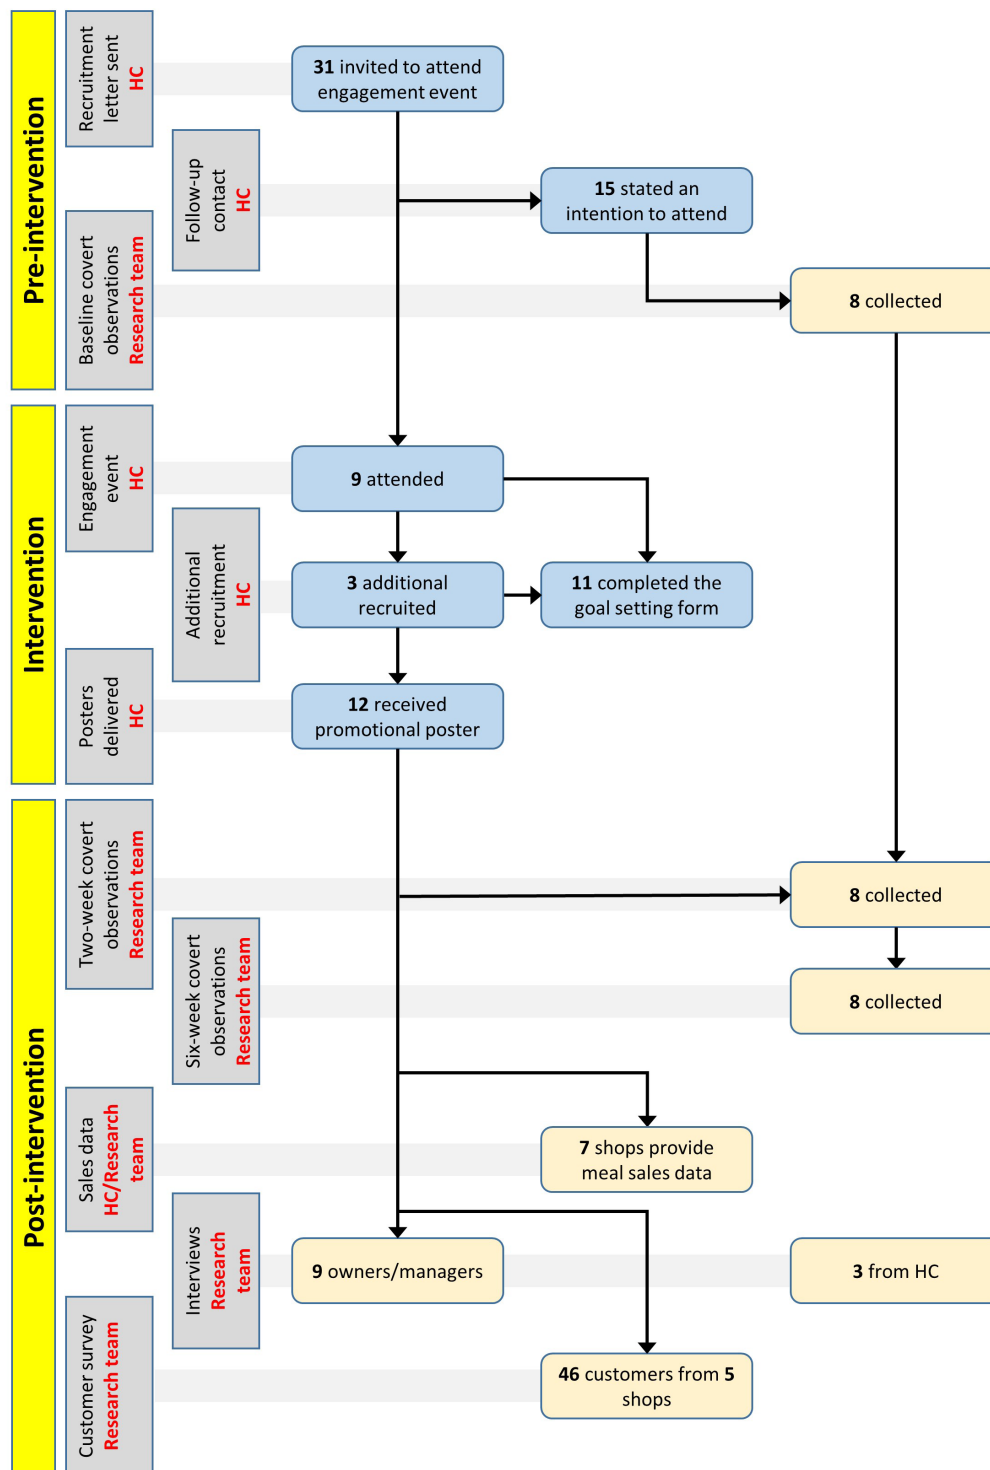 Pre-intervention
Recruitment
letter sent
HC
31 invited to attend
engagement event
Follow-up
contact
HC
15 stated an
intention to attend
Baseline covert
observations
Research team
8 collected
Intervention
Engagement
event
HC
9 attended
Additional
recruitment
HC
3 additional
recruited
11 completed the
goal setting form
Posters
delivered
HC
12 received
promotional poster
Post-intervention
Two-week covert
observations
Research team
8 collected
Six-week covert
observations
Research team
8 collected
Sales data
HC/Research
team
7 shops provide
meal sales data
Interviews
Research
team
9 owners/managers
3 from HC
Customer survey
Research team
46 customers from 5
shops